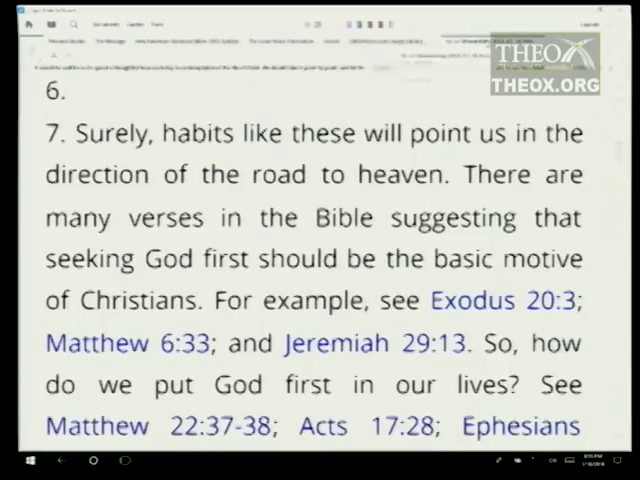 THEOX
THEOX.ORG
6.
7. Surely, habits like these will point us in the
direction of the road to heaven. There are
many verses in the Bible suggesting that
seeking God first should be the basic motive
of Christians. For example, see Exodus 20:3;
Matthew 6:33; and Jeremiah 29:13. So, how
do we put God first in our lives? See
Matthew 22:37-38; Acts 17:28; Ephesians